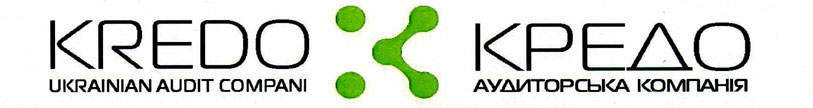 KREDO
UKRAINIAN AUDIT COMPANI
КРЕДО
АУДИТОРСЬКА КОМПАНІЯ